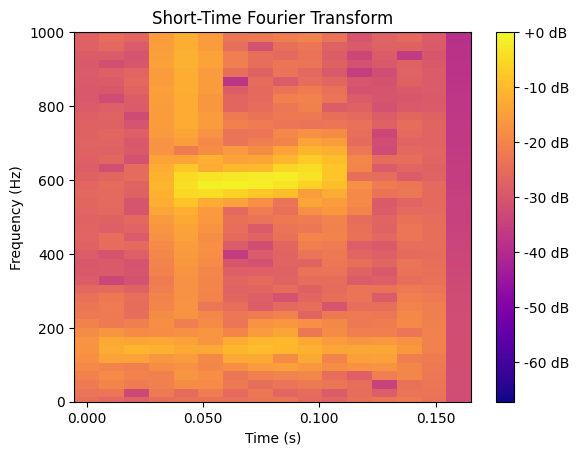 Short-Time Fourier Transform
1000
800
600
400
200
0
Frequency (Hz)
0.000
0.050
0.100
0.150
Time (s)
+0 dB
-10 dB
-20 dB
-30 dB
-40 dB
-50 dB
-60 dB